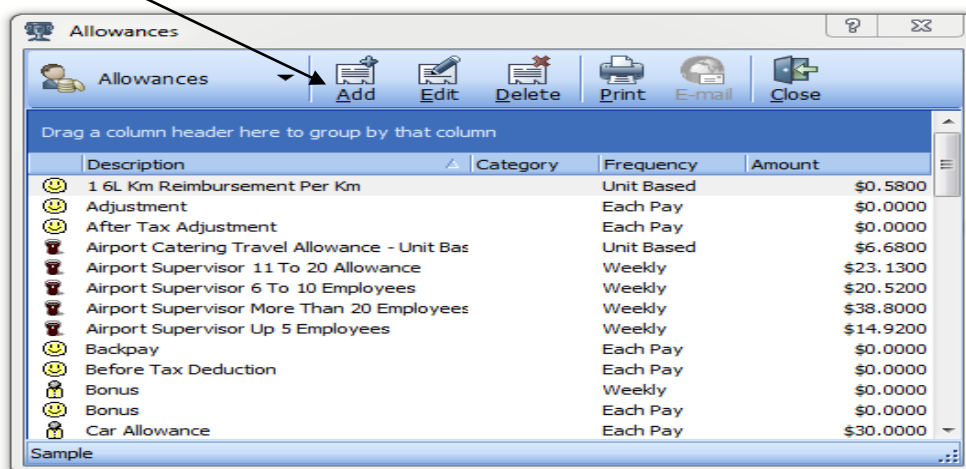 Allowances
Allowances Add Edit Delete Print E-mail Close
Drag a column header here to group by that column
Description Category Frequency Amount
1 6L Km Reimbursement Per Km Unit Based $0.5800
Adjustment Each Pay $0.0000
After Tax Adjustment Each Pay $0.0000
Airport Catering Travel Allowance - Unit Bas Unit Based $6.6800
Airport Supervisor 11 To 20 Allowance Weekly $23.1300
Airport Supervisor 6 To 10 Employees Weekly $20.5200
Airport Supervisor More Than 20 Employees Weekly $38.8000
Airport Supervisor Up 5 Employees Weekly $14.9200
Backpay Each Pay $0.0000
Before Tax Deduction Each Pay $0.0000
Bonus Weekly $0.0000
Bonus Each Pay $0.0000
Car Allowance Each Pay $30.0000
Sample